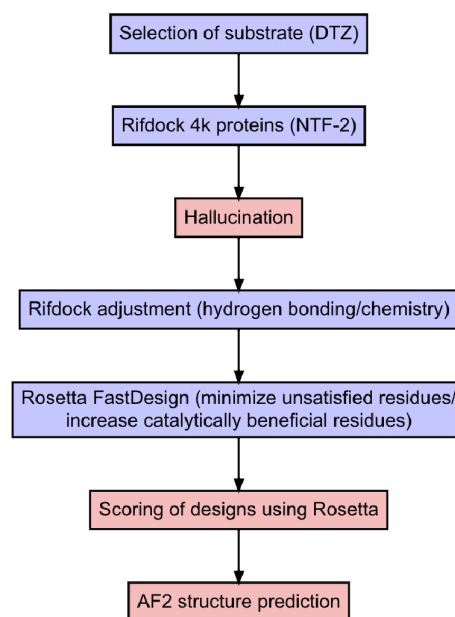 Selection of substrate (DTZ)
Rifdock 4k proteins (NTF-2)
Hallucination
Rifdock adjustment (hydrogen bonding/chemistry)
Rosetta FastDesign (minimize unsatisfied residues/
increase catalytically beneficial residues)
Scoring of designs using Rosetta
AF2 structure prediction